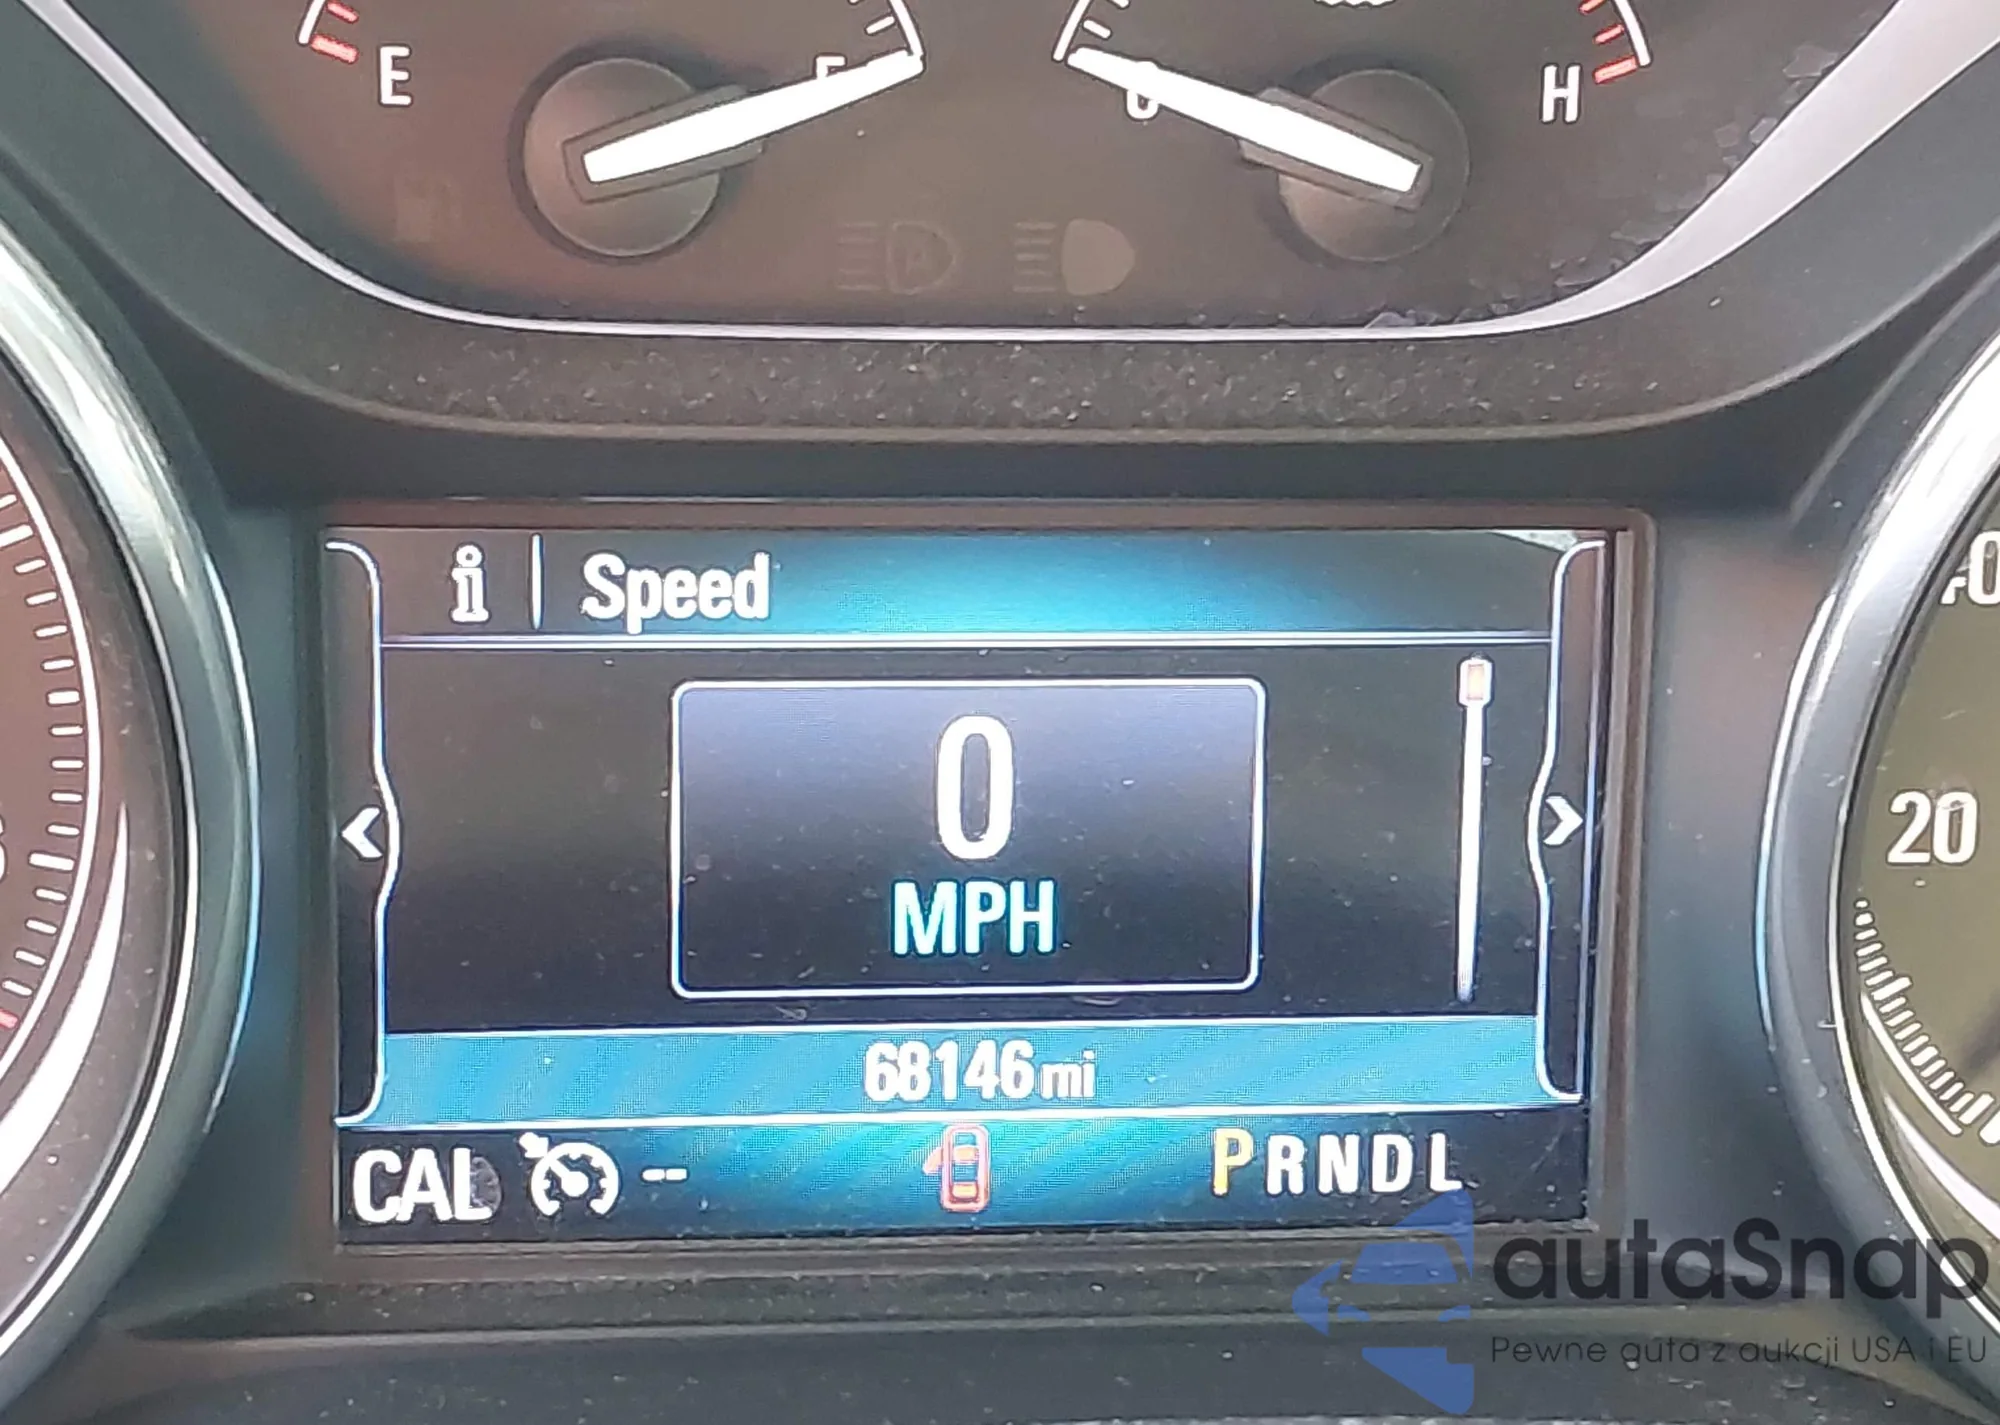 E
F
C
H
i | Speed
0
MPH
68146 mi
CAL -- PRNDL
20
autaSnap
Pewne auta z aukcji USA i EU